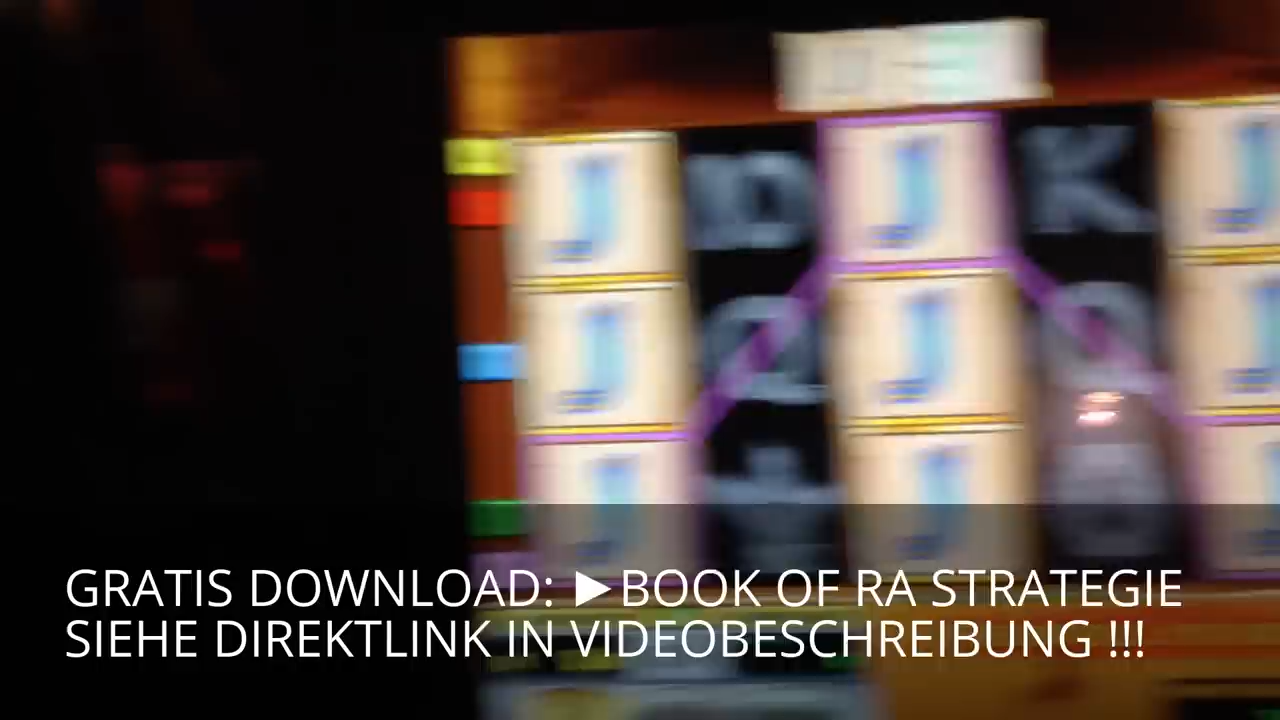 J K J
J J J
J J
GRATIS DOWNLOAD: ►BOOK OF RA STRATEGIE
SIEHE DIREKTLINK IN VIDEOBESCHREIBUNG !!!